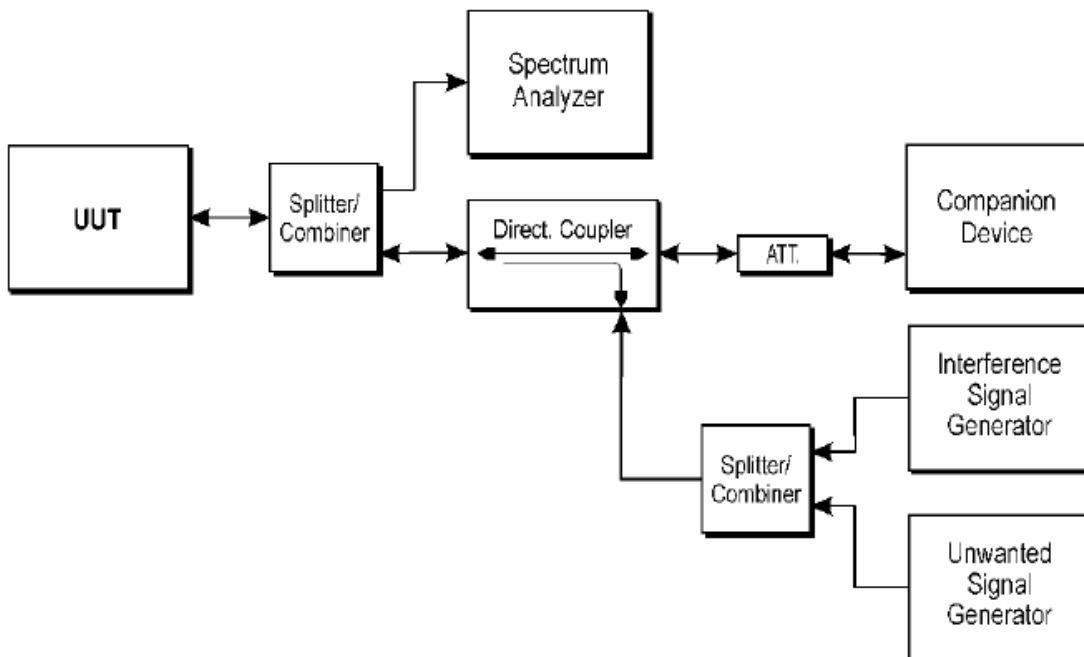 Spectrum
Analyzer
UUT
Splitter/
Combiner
Direct. Coupler
ATT.
Companion
Device
Interference
Signal
Generator
Splitter/
Combiner
Unwanted
Signal
Generator